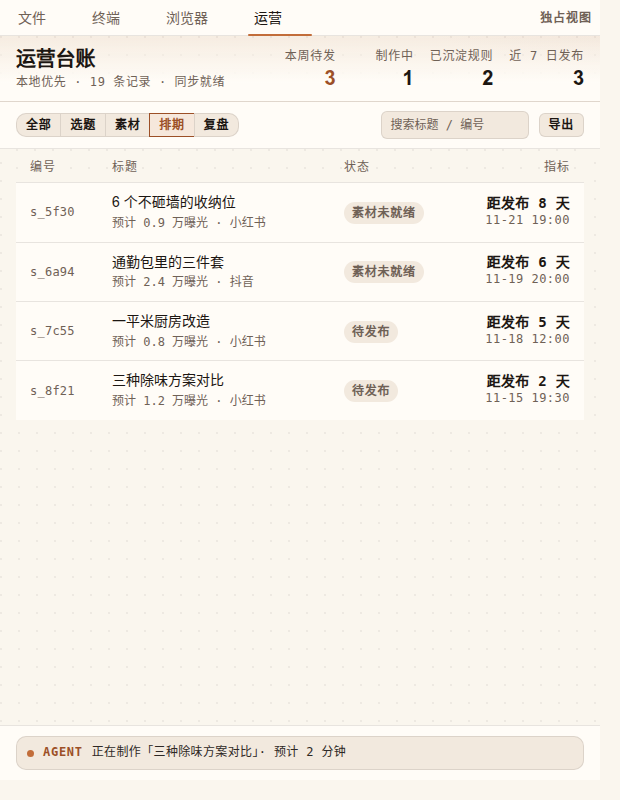 文件 终端 浏览器 运营 独占视图
运营台账
本地优先 · 19 条记录 · 同步就绪
本周待发 制作中 已沉淀规则 近 7 日发布
3 1 2 3
全部 选题 素材 排期 复盘 搜索标题 / 编号 导出
编号 标题 状态 指标
s_5f30 6 个不砸墙的收纳位 素材未就绪 距发布 8 天
预计 0.9 万曝光 · 小红书 11-21 19:00
s_6a94 通勤包里的三件套 素材未就绪 距发布 6 天
预计 2.4 万曝光 · 抖音 11-19 20:00
s_7c55 一平米厨房改造 待发布 距发布 5 天
预计 0.8 万曝光 · 小红书 11-18 12:00
s_8f21 三种除味方案对比 待发布 距发布 2 天
预计 1.2 万曝光 · 小红书 11-15 19:30
AGENT 正在制作「三种除味方案对比」· 预计 2 分钟